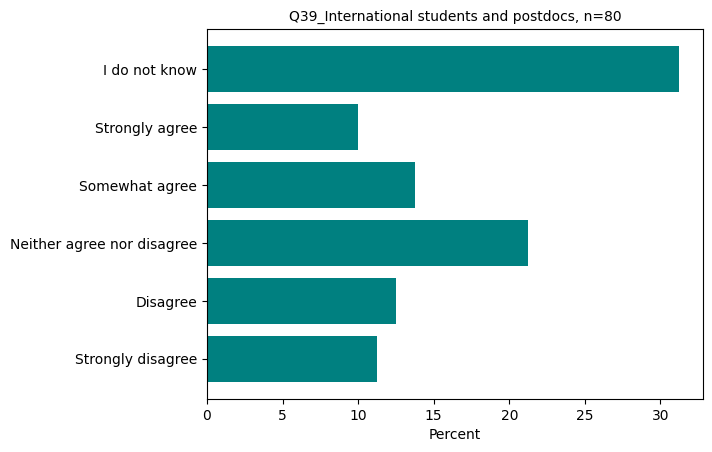 Q39_International students and postdocs, n=80
I do not know
Strongly agree
Somewhat agree
Neither agree nor disagree
Disagree
Strongly disagree
0 5 10 15 20 25 30
Percent